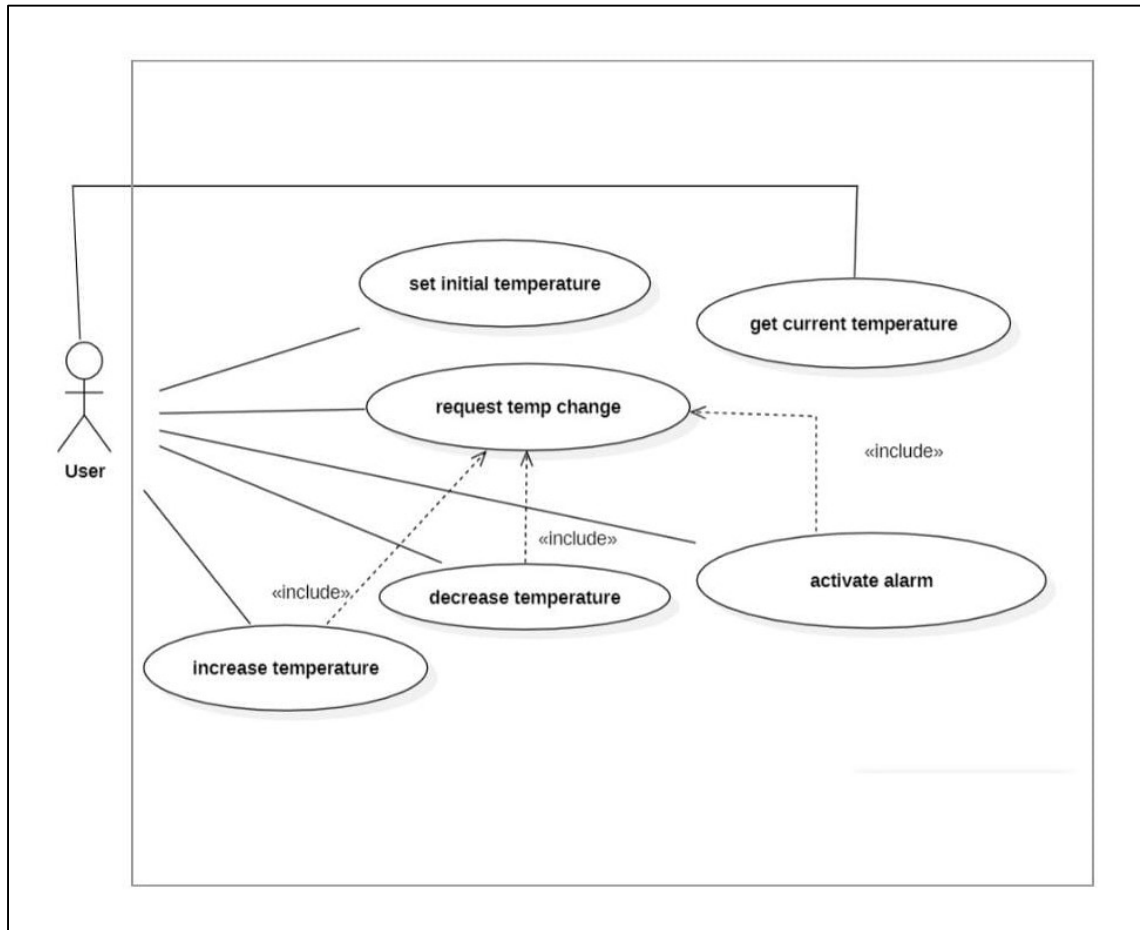 set initial temperature
get current temperature
request temp change
User
«include»
«include»
«include»
decrease temperature
activate alarm
increase temperature